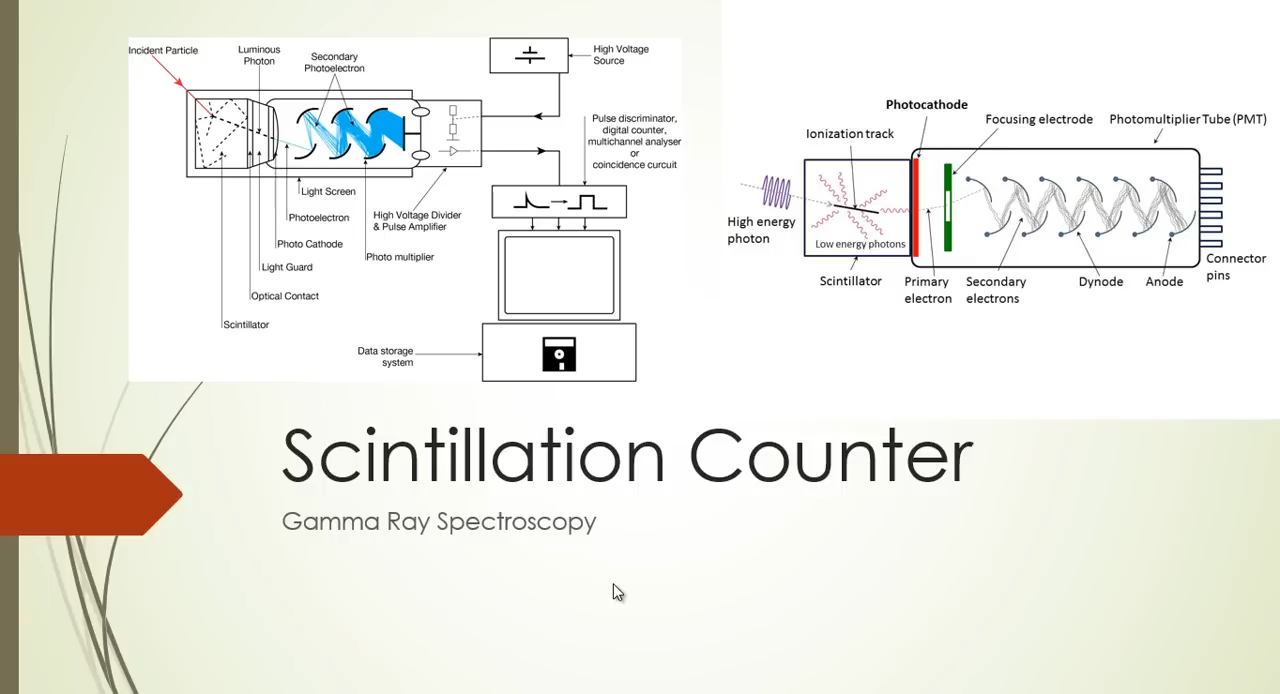 Incident Particle
Luminous
Photon
Secondary
Photoelectron
High Voltage
Source
Pulse discriminator,
digital counter,
multichannel analyser
or
coincidence curcuit
Light Screen
Photoelectron
High Voltage Divider
& Pulse Amplifier
Photo Cathode
Photo multiplier
Light Guard
Optical Contact
Scintillator
Data storage
system
Photocathode
Ionization track
Focusing electrode
Photomultiplier Tube (PMT)
High energy
photon
Low energy photons
Scintillator
Primary
electron
Secondary
electrons
Dynode
Anode
Connector
pins
Scintillation Counter
Gamma Ray Spectroscopy